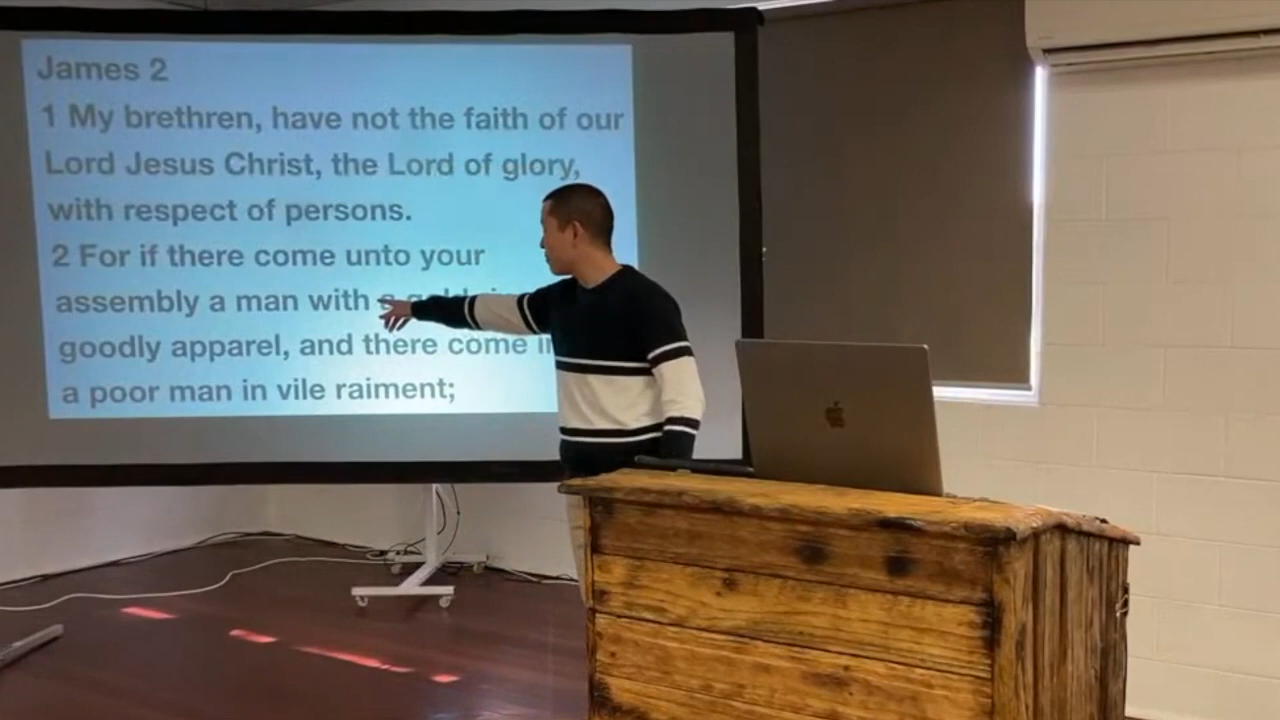 James 2
1 My brethren, have not the faith of our
Lord Jesus Christ, the Lord of glory,
with respect of persons.
2 For if there come unto your
assembly a man with a gold
goodly apparel, and there come
a poor man in vile raiment;